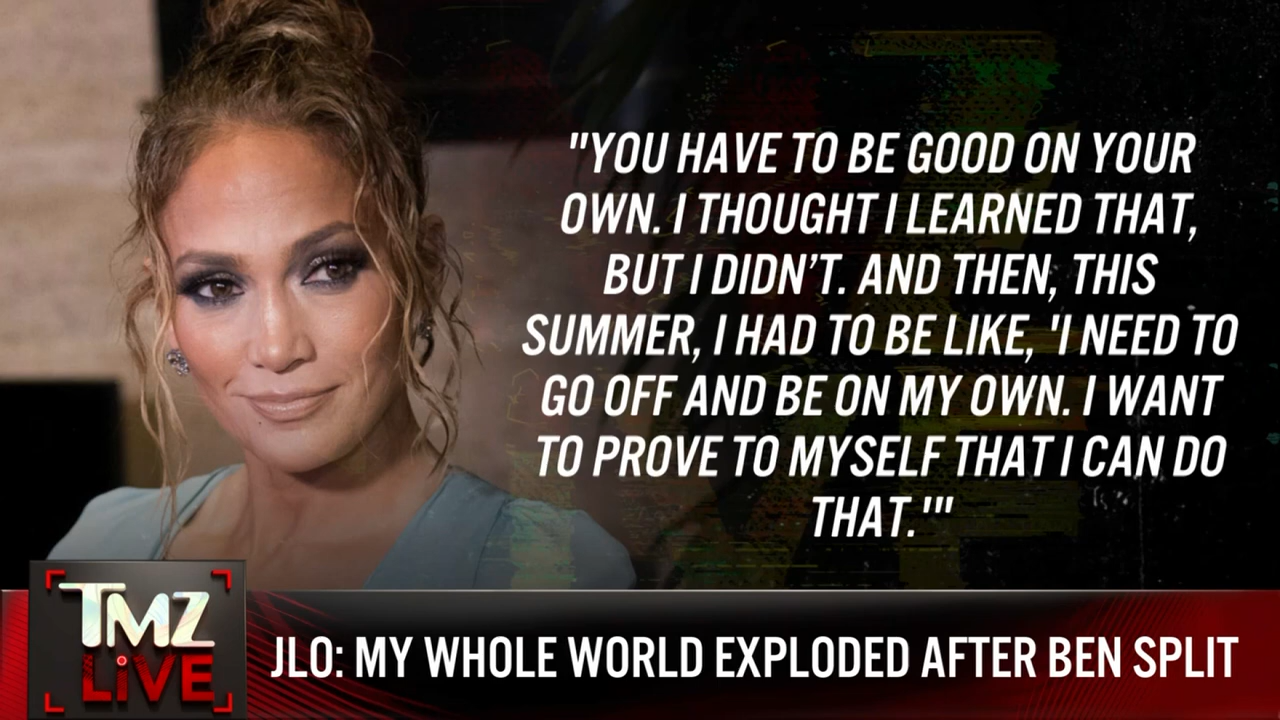 "YOU HAVE TO BE GOOD ON YOUR
OWN. I THOUGHT I LEARNED THAT,
BUT I DIDN’T. AND THEN, THIS
SUMMER, I HAD TO BE LIKE, 'I NEED TO
GO OFF AND BE ON MY OWN. I WANT
TO PROVE TO MYSELF THAT I CAN DO
THAT.'"
TMZ
LiVE
JLO: MY WHOLE WORLD EXPLODED AFTER BEN SPLIT